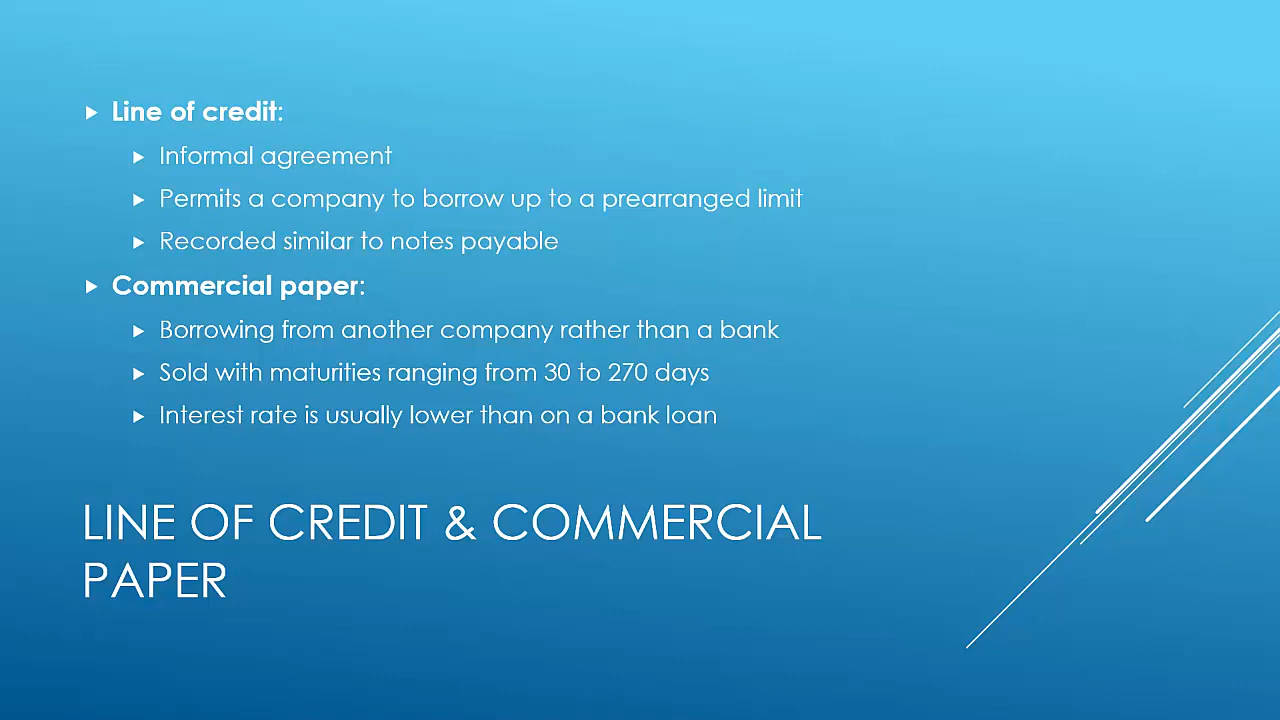 Line of credit:
Informal agreement
Permits a company to borrow up to a prearranged limit
Recorded similar to notes payable
Commercial paper:
Borrowing from another company rather than a bank
Sold with maturities ranging from 30 to 270 days
Interest rate is usually lower than on a bank loan
LINE OF CREDIT & COMMERCIAL
PAPER